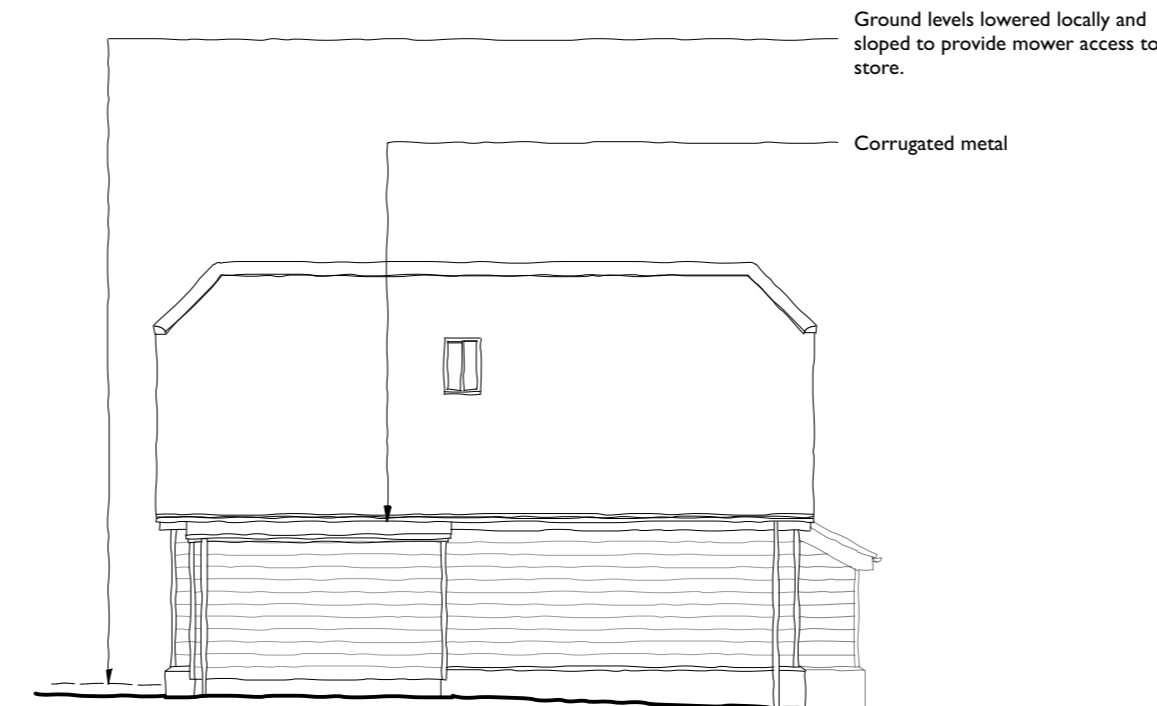 Ground levels lowered locally and
sloped to provide mower access to
store.
Corrugated metal